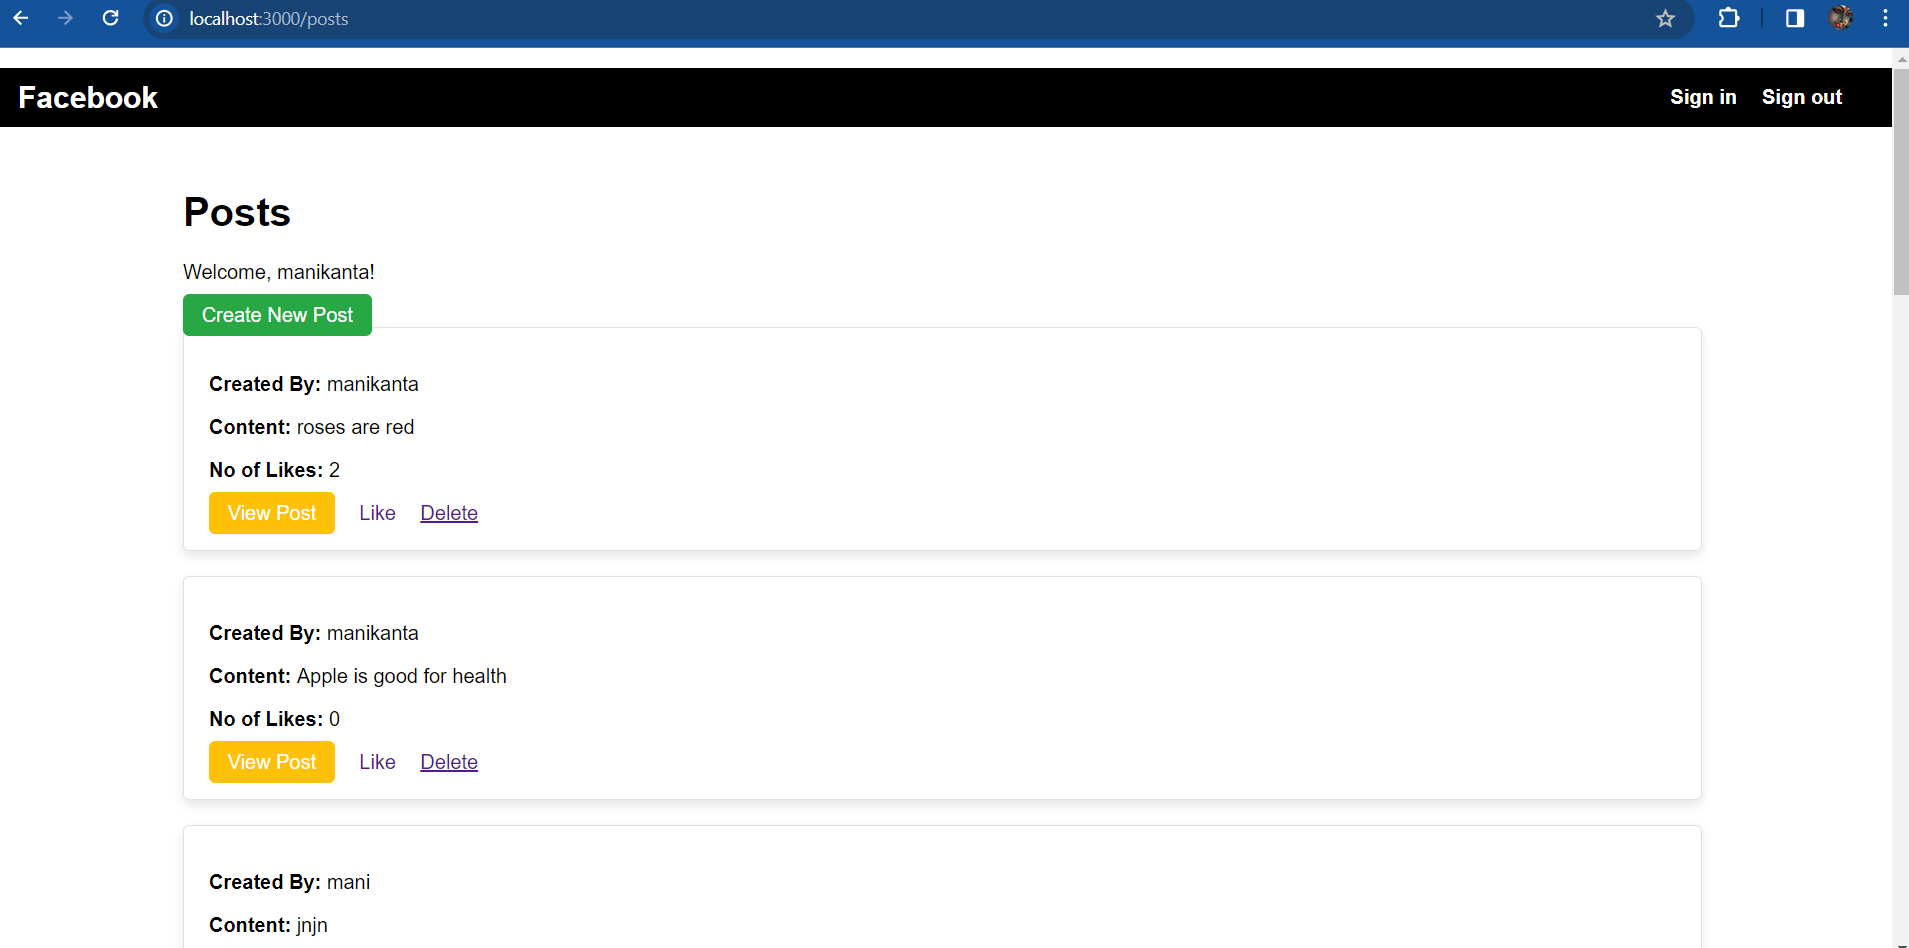 localhost:3000/posts
Facebook
Sign in Sign out
Posts
Welcome, manikanta!
Create New Post
Created By: manikanta
Content: roses are red
No of Likes: 2
View Post Like Delete
Created By: manikanta
Content: Apple is good for health
No of Likes: 0
View Post Like Delete
Created By: mani
Content: jnjn